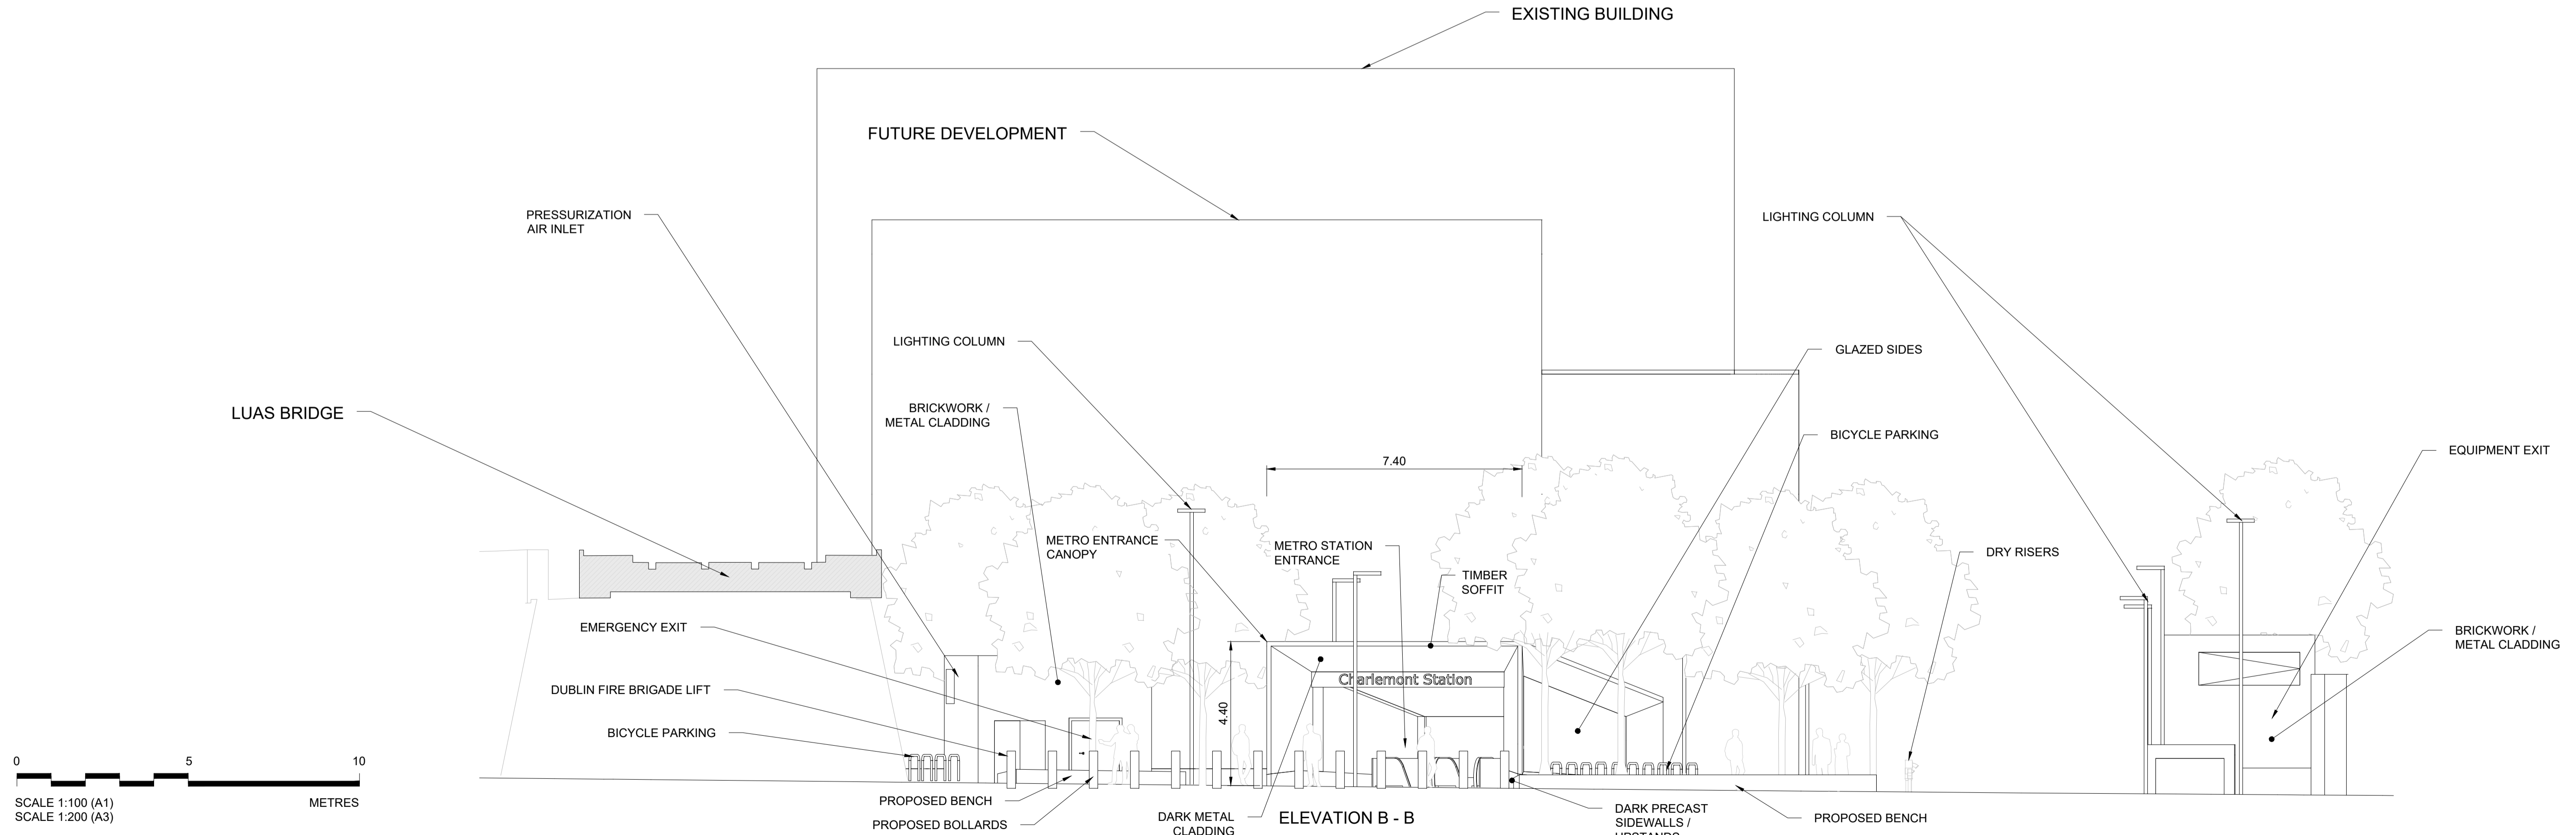 EXISTING BUILDING
FUTURE DEVELOPMENT
PRESSURIZATION
AIR INLET
LIGHTING COLUMN
LIGHTING COLUMN
GLAZED SIDES
BRICKWORK /
METAL CLADDING
LUAS BRIDGE
BICYCLE PARKING
EQUIPMENT EXIT
7.40
METRO ENTRANCE
CANOPY
METRO STATION
ENTRANCE
DRY RISERS
TIMBER
SOFFIT
EMERGENCY EXIT
BRICKWORK /
METAL CLADDING
Charlemont Station
DUBLIN FIRE BRIGADE LIFT
4.40
BICYCLE PARKING
0 5 10
SCALE 1:100 (A1) METRES
SCALE 1:200 (A3)
PROPOSED BENCH
PROPOSED BOLLARDS
DARK METAL
CLADDING
ELEVATION B - B
DARK PRECAST
SIDEWALLS /
UPSTANDS
PROPOSED BENCH